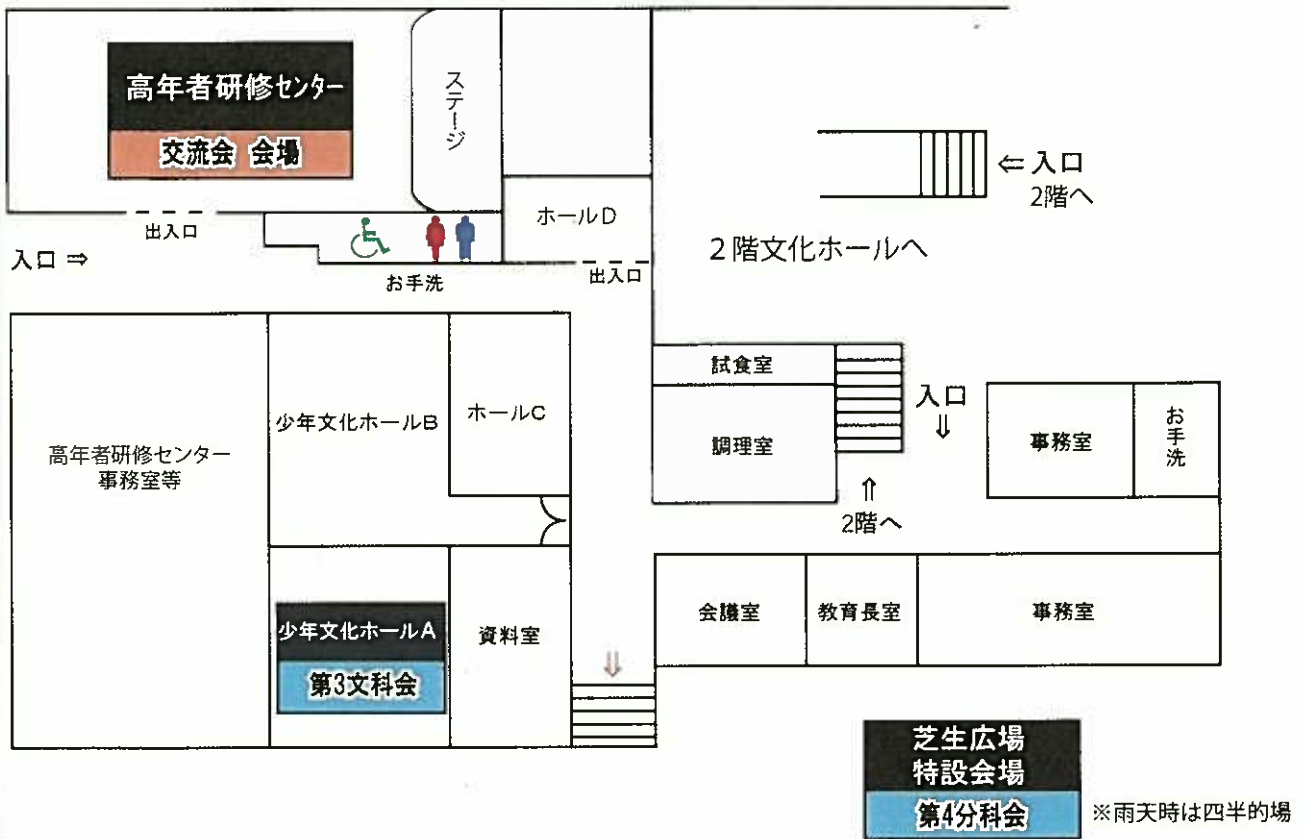 高年者研修センター
交流会 会場
ステージ
⇐ 入口
2階へ
ホールD
出入口
入口 ⇒
2階文化ホールへ
お手洗
出入口
試食室
入口
⇓
少年文化ホールB
ホールC
調理室
事務室
お手洗
高年者研修センター
事務室等
⇑
2階へ
少年文化ホールA
第3文科会
資料室
⇓
会議室
教育長室
事務室
芝生広場
特設会場
第4分科会
※雨天時は四半的場